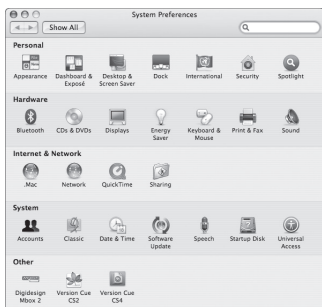 System Preferences
Show All
Personal
Appearance Dashboard & Exposé Desktop & Screen Saver Dock International Security Spotlight
Hardware
Bluetooth CDs & DVDs Displays Energy Saver Keyboard & Mouse Print & Fax Sound
Internet & Network
.Mac Network QuickTime Sharing
System
Accounts Classic Date & Time Software Update Speech Startup Disk Universal Access
Other
Digidesign Mbox 2 Version Cue CS2 Version Cue CS4